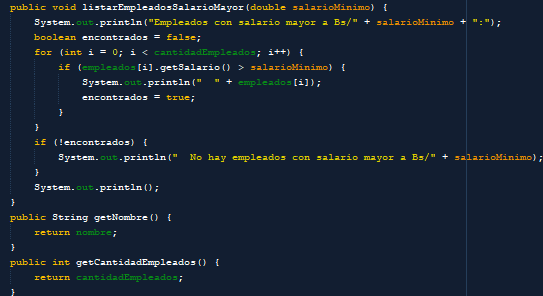 public void listarEmpleadosSalarioMayor(double salarioMinimo) {
    System.out.println("Empleados con salario mayor a Bs/" + salarioMinimo + ":");
    boolean encontrados = false;
    for (int i = 0; i < cantidadEmpleados; i++) {
        if (empleados[i].getSalario() > salarioMinimo) {
            System.out.println("  " + empleados[i]);
            encontrados = true;
        }
    }
    if (!encontrados) {
        System.out.println("  No hay empleados con salario mayor a Bs/" + salarioMinimo);
    }
    System.out.println();
}
public String getNombre() {
    return nombre;
}
public int getCantidadEmpleados() {
    return cantidadEmpleados;
}